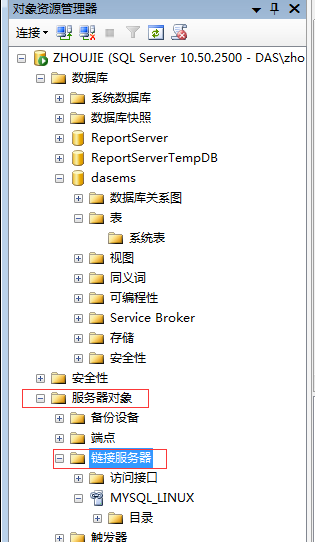 对象资源管理器
连接
ZHOUJIE (SQL Server 10.50.2500 - DAS\zho
数据库
系统数据库
数据库快照
ReportServer
ReportServerTempDB
dasems
数据库关系图
表
系统表
视图
同义词
可编程性
Service Broker
存储
安全性
安全性
服务器对象
备份设备
端点
链接服务器
访问接口
MYSQL_LINUX
目录
触发器